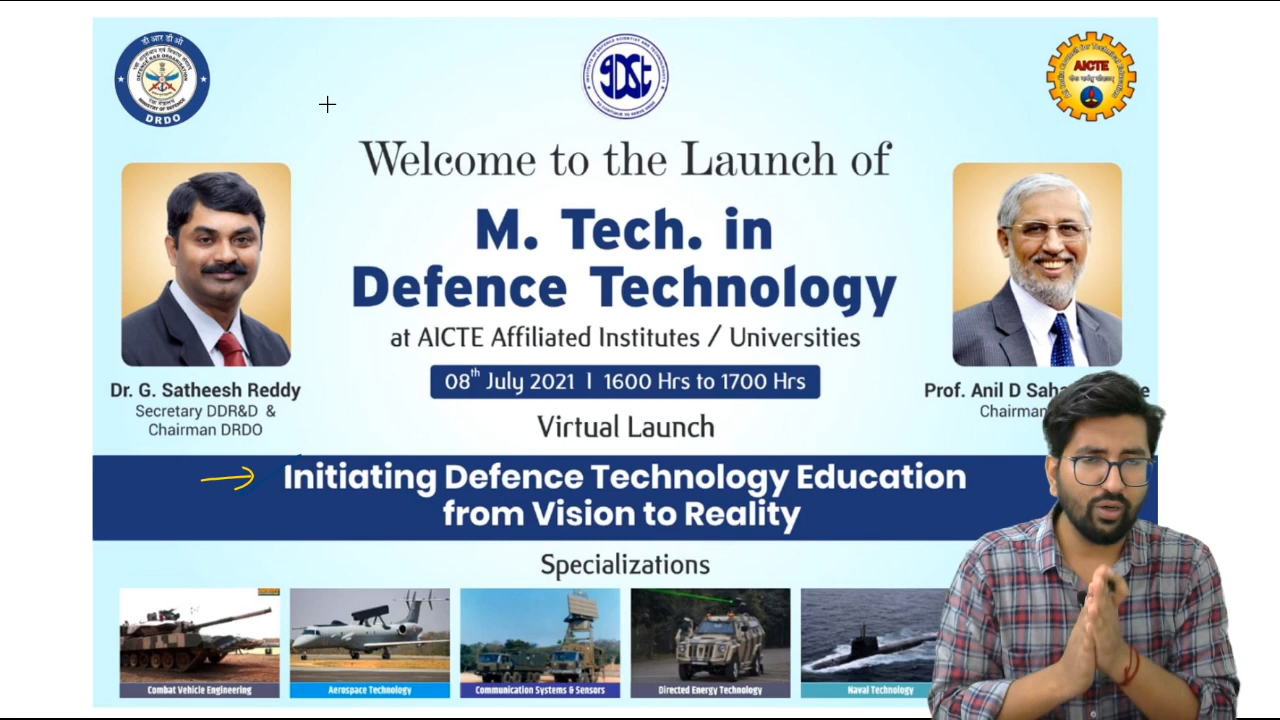 डी आर डी ओ
DRDO
gDSt
AICTE
Welcome to the Launch of
M. Tech. in
Defence Technology
at AICTE Affiliated Institutes / Universities
08th July 2021 | 1600 Hrs to 1700 Hrs
Virtual Launch
Dr. G. Satheesh Reddy
Secretary DDR&D &
Chairman DRDO
Prof. Anil D
Chairman
Initiating Defence Technology Education
from Vision to Reality
Specializations
Combat Vehicle Engineering
Aerospace Technology
Communication Systems & Sensors
Directed Energy Technology
Naval Technology